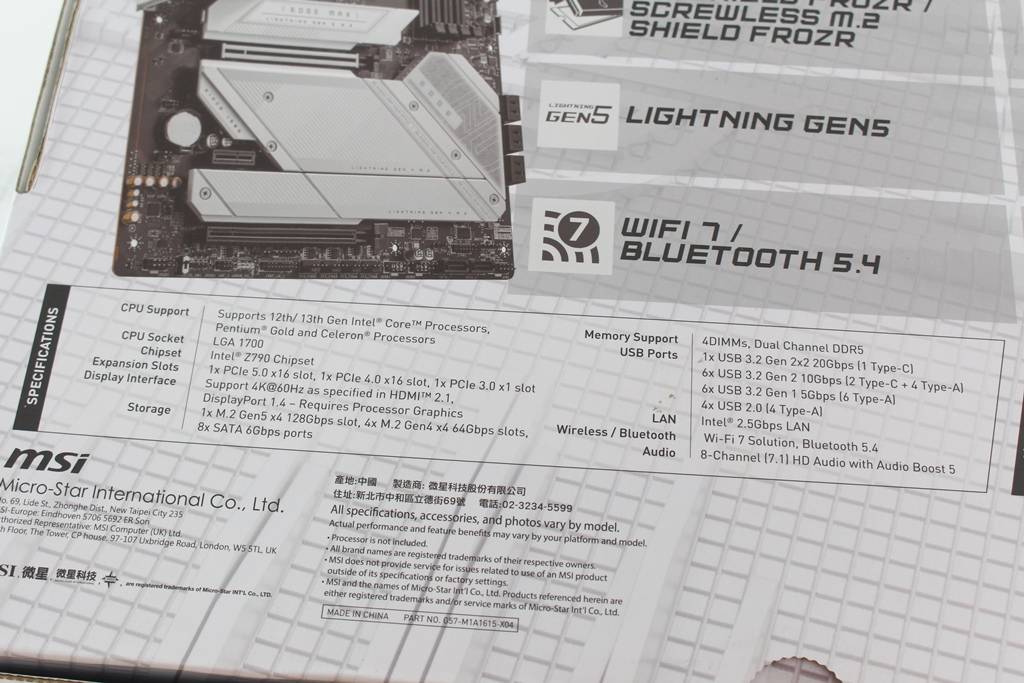 SCREWLESS M.2
SHIELD FROZR
LIGHTNING
GEN5
LIGHTNING GEN5
7
WIFI 7 /
BLUETOOTH 5.4
SPECIFICATIONS
CPU Support
Supports 12th/ 13th Gen Intel® Core™ Processors,
Pentium® Gold and Celeron® Processors
CPU Socket
LGA 1700
Chipset
Intel® Z790 Chipset
Expansion Slots
1x PCIe 5.0 x16 slot, 1x PCIe 4.0 x16 slot, 1x PCIe 3.0 x1 slot
Display Interface
Support 4K@60Hz as specified in HDMI™ 2.1,
DisplayPort 1.4 – Requires Processor Graphics
Storage
1x M.2 Gen5 x4 128Gbps slot, 4x M.2 Gen4 x4 64Gbps slots,
8x SATA 6Gbps ports
Memory Support
4DIMMs, Dual Channel DDR5
USB Ports
1x USB 3.2 Gen 2x2 20Gbps (1 Type-C)
6x USB 3.2 Gen 2 10Gbps (2 Type-C + 4 Type-A)
6x USB 3.2 Gen 1 5Gbps (6 Type-A)
4x USB 2.0 (4 Type-A)
LAN
Intel® 2.5Gbps LAN
Wireless / Bluetooth
Wi-Fi 7 Solution, Bluetooth 5.4
Audio
8-Channel (7.1) HD Audio with Audio Boost 5
msi
Micro-Star International Co., Ltd.
No. 69, Lide St., Zhonghe Dist., New Taipei City 235
SI-Europe: Eindhoven 5706 5692 ER Son
thorized Representative: MSI Computer (UK) Ltd.
h Floor, The Tower, CP house, 97-107 Uxbridge Road, London, W5 5TL, UK
SI, 微星, 微星科技, are registered trademarks of Micro-Star INT'L Co., LTD.
產地:中國 製造商: 微星科技股份有限公司
住址:新北市中和區立德街69號 電話:02-3234-5599
All specifications, accessories, and photos vary by model.
Actual performance and feature benefits may vary by your platform and model.
• Processor is not included.
• All brand names are registered trademarks of their respective owners.
• MSI does not provide service for issues related to use of an MSI product
outside of its specifications or factory settings.
• MSI and the names of Micro-Star Int'l Co., Ltd. Products referenced herein are
either registered trademarks and/or service marks of Micro-Star Int'l Co., Ltd.
MADE IN CHINA PART NO. G57-M1A1615-X04